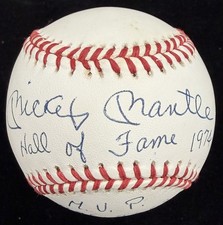 Mickey Mantle
Hall of Fame 1974
M.V.P.